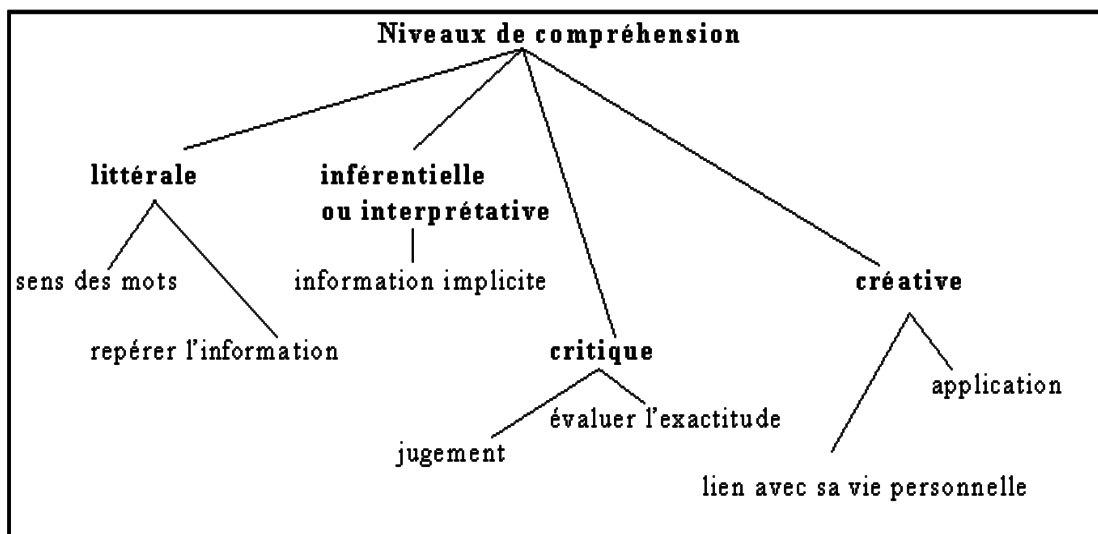 Niveaux de compréhension
littérale
inférentielle
ou interprétative
sens des mots
information implicite
créative
repérer l'information
critique
application
évaluer l'exactitude
jugement
lien avec sa vie personnelle